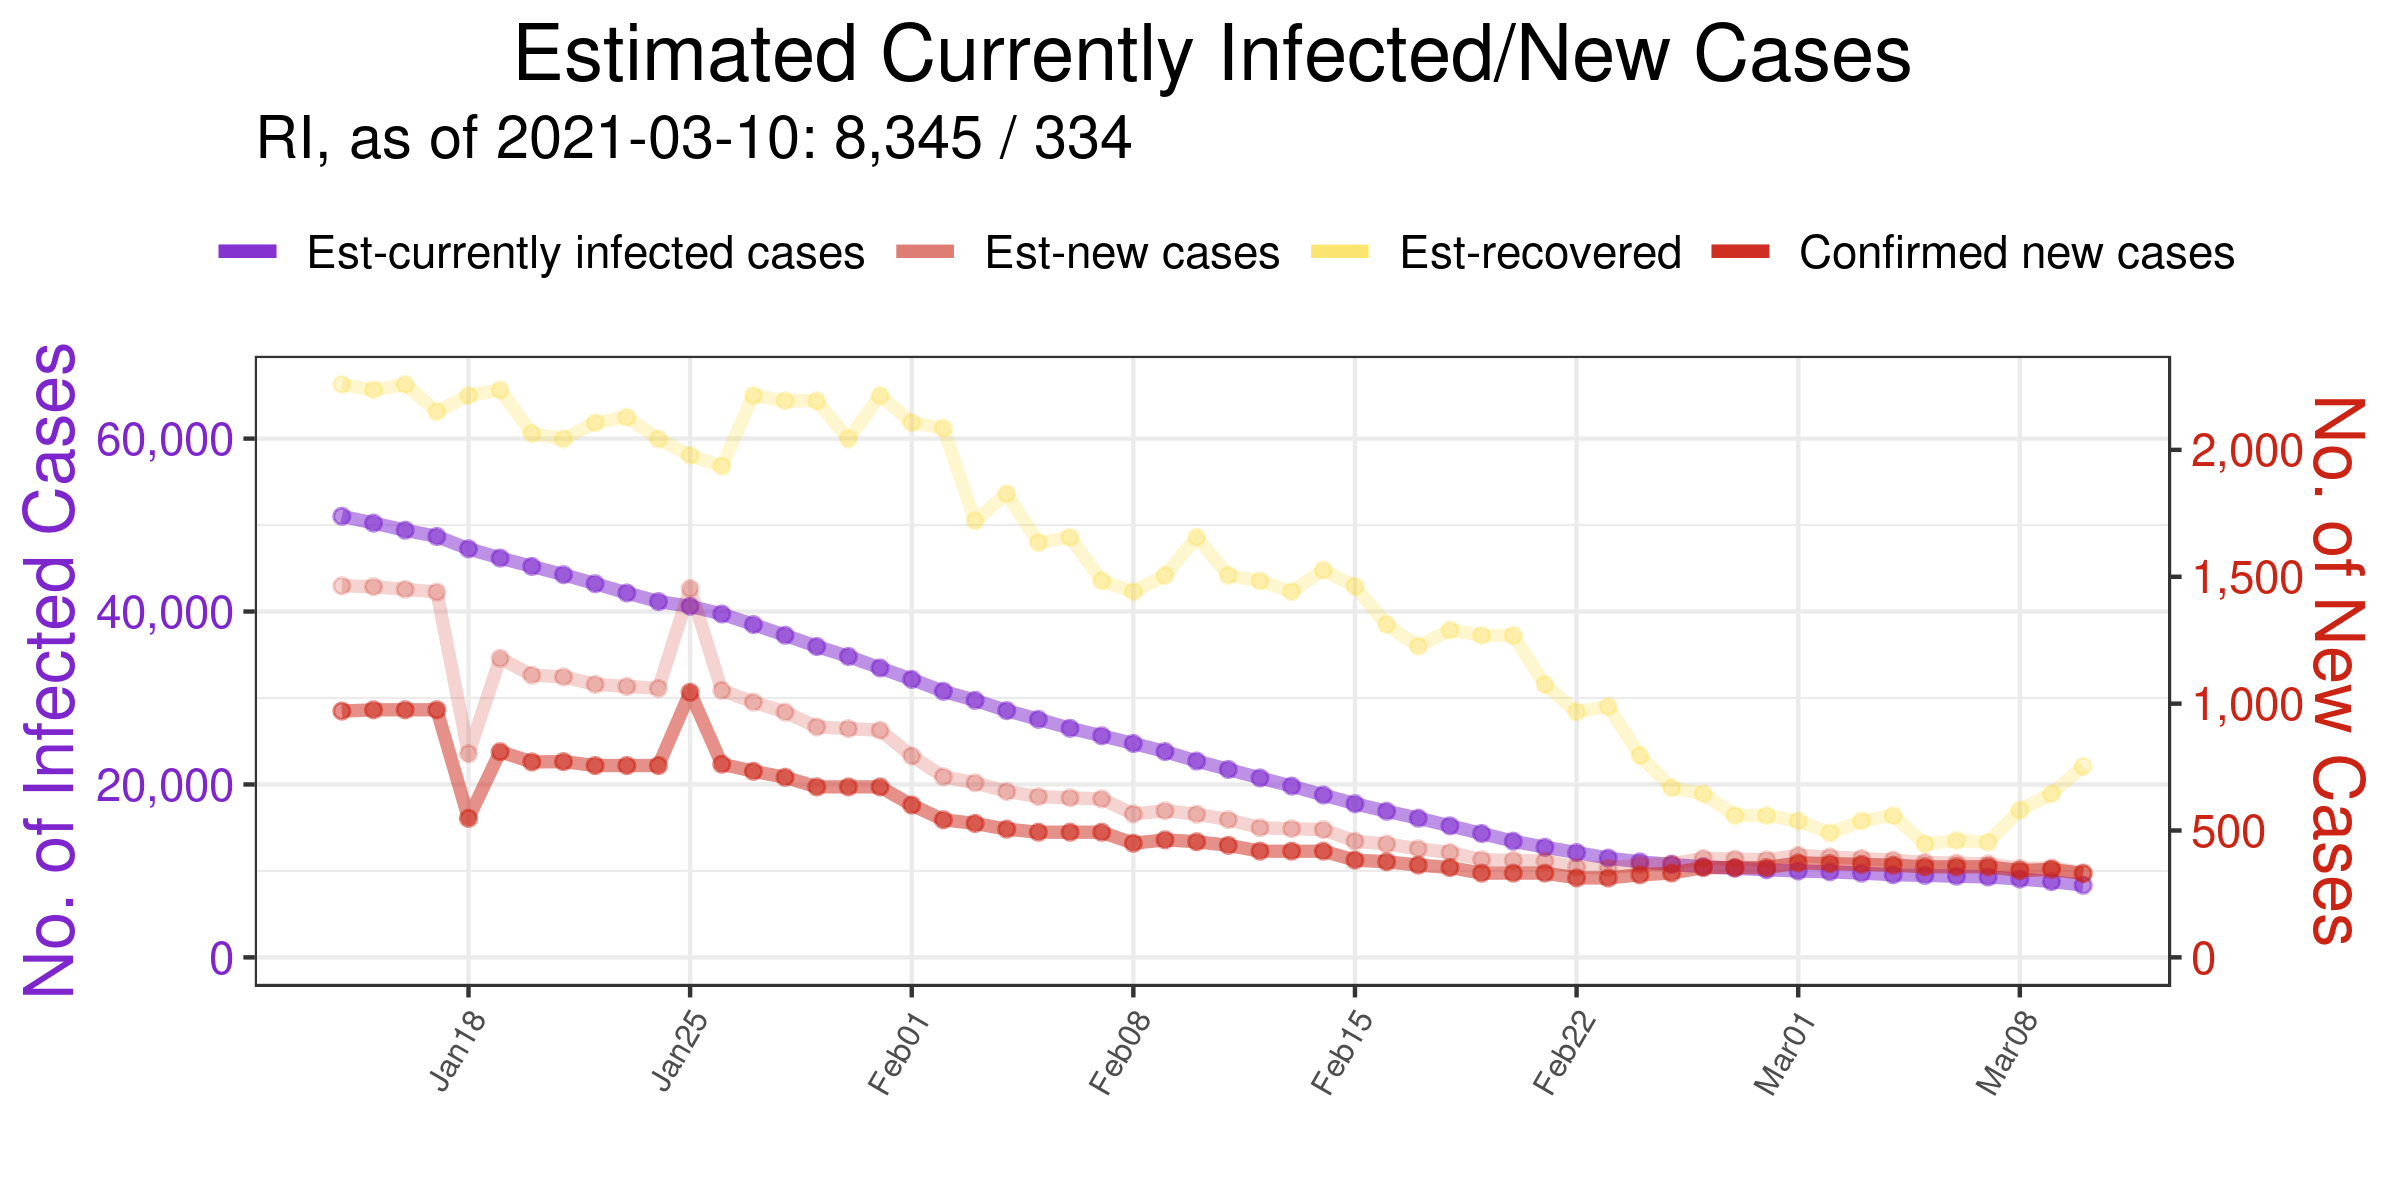 Estimated Currently Infected/New Cases
RI, as of 2021-03-10: 8,345 / 334
Est-currently infected cases
Est-new cases
Est-recovered
Confirmed new cases
No. of Infected Cases
60,000
40,000
20,000
0
2,000
1,500
1,000
500
0
No. of New Cases
Jan18
Jan25
Feb01
Feb08
Feb15
Feb22
Mar01
Mar08